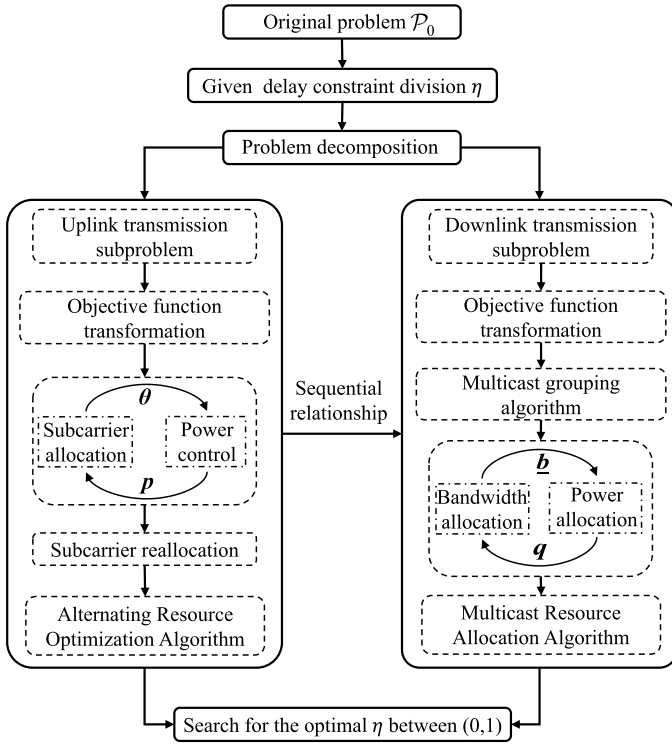 Original problem 𝒫₀
Given delay constraint division η
Problem decomposition
Uplink transmission
subproblem
Objective function
transformation
θ
Subcarrier
allocation
Power
control
p
Subcarrier reallocation
Alternating Resource
Optimization Algorithm
Sequential
relationship
Downlink transmission
subproblem
Objective function
transformation
Multicast grouping
algorithm
b
Bandwidth
allocation
Power
allocation
q
Multicast Resource
Allocation Algorithm
Search for the optimal η between (0,1)